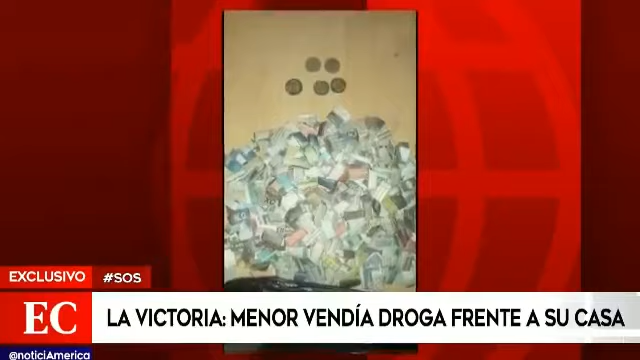 EXCLUSIVO #SOS
EC LA VICTORIA: MENOR VENDÍA DROGA FRENTE A SU CASA
@noticiAmerica